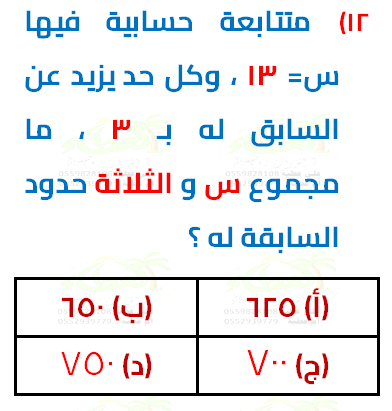 ١٢) متتابعة حسابية فيها
س= ١٣ ، وكل حد يزيد عن
السابق له بـ ٣ ، ما
مجموع س و الثلاثة حدود
السابقة له ؟
(أ) ٦٢٥ (ب) ٦٥٠
(ج) ٧٠٠ (د) ٧٥٠